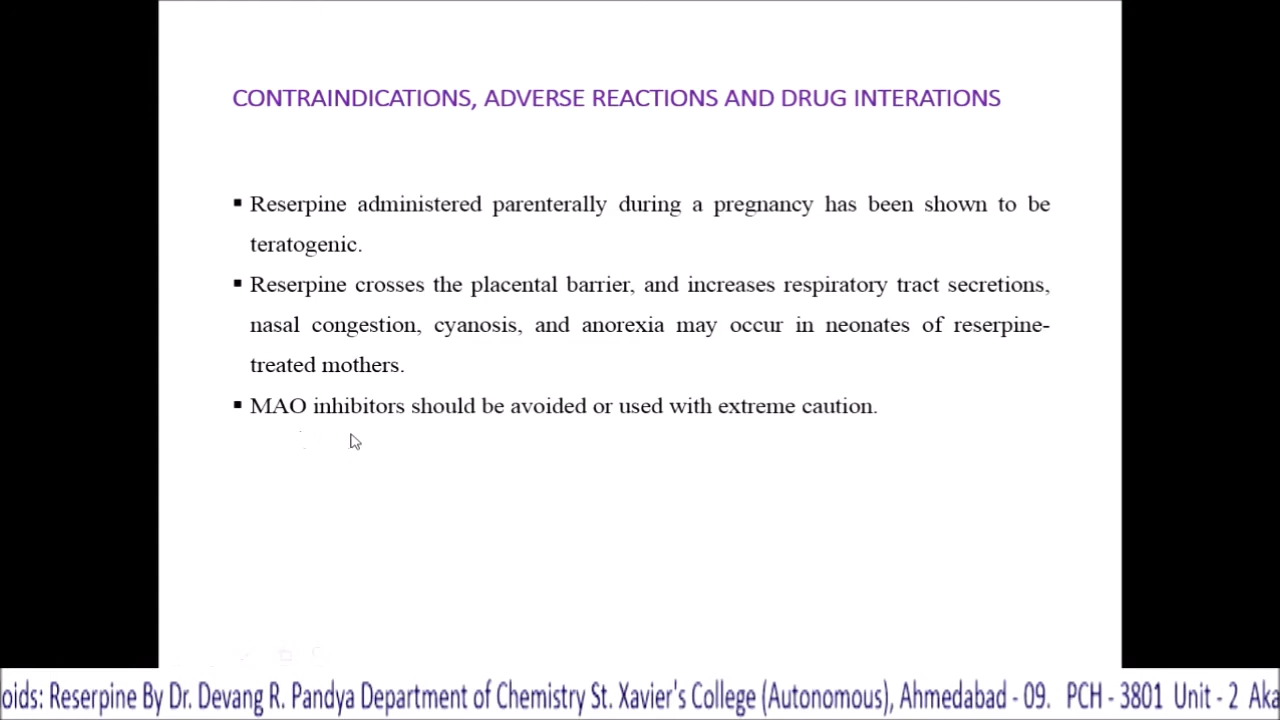 CONTRAINDICATIONS, ADVERSE REACTIONS AND DRUG INTERATIONS
▪ Reserpine administered parenterally during a pregnancy has been shown to be
teratogenic.
▪ Reserpine crosses the placental barrier, and increases respiratory tract secretions,
nasal congestion, cyanosis, and anorexia may occur in neonates of reserpine-
treated mothers.
▪ MAO inhibitors should be avoided or used with extreme caution.
oids: Reserpine By Dr. Devang R. Pandya Department of Chemistry St. Xavier's College (Autonomous), Ahmedabad - 09. PCH - 3801 Unit - 2 Aka